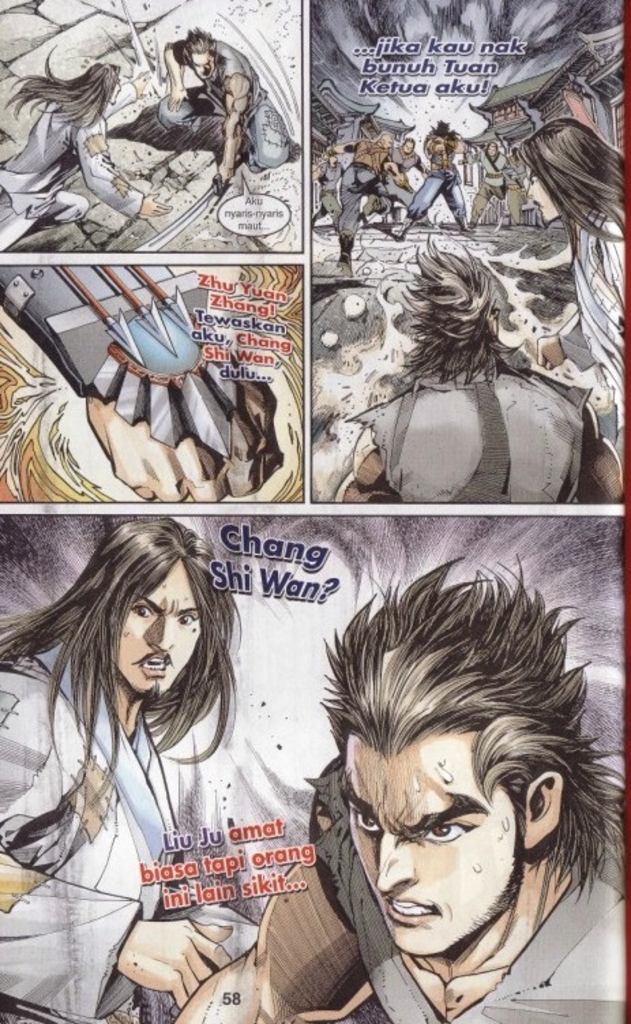 Aku
nyaris-nyaris
maut...
Zhu Yuan
Zhang!
Tewaskan
aku, Chang
Shi Wan,
dulu...
...jika kau nak
bunuh Tuan
Ketua aku!
Chang
Shi Wan?
Liu Ju amat
biasa tapi orang
ini lain sikit...
58